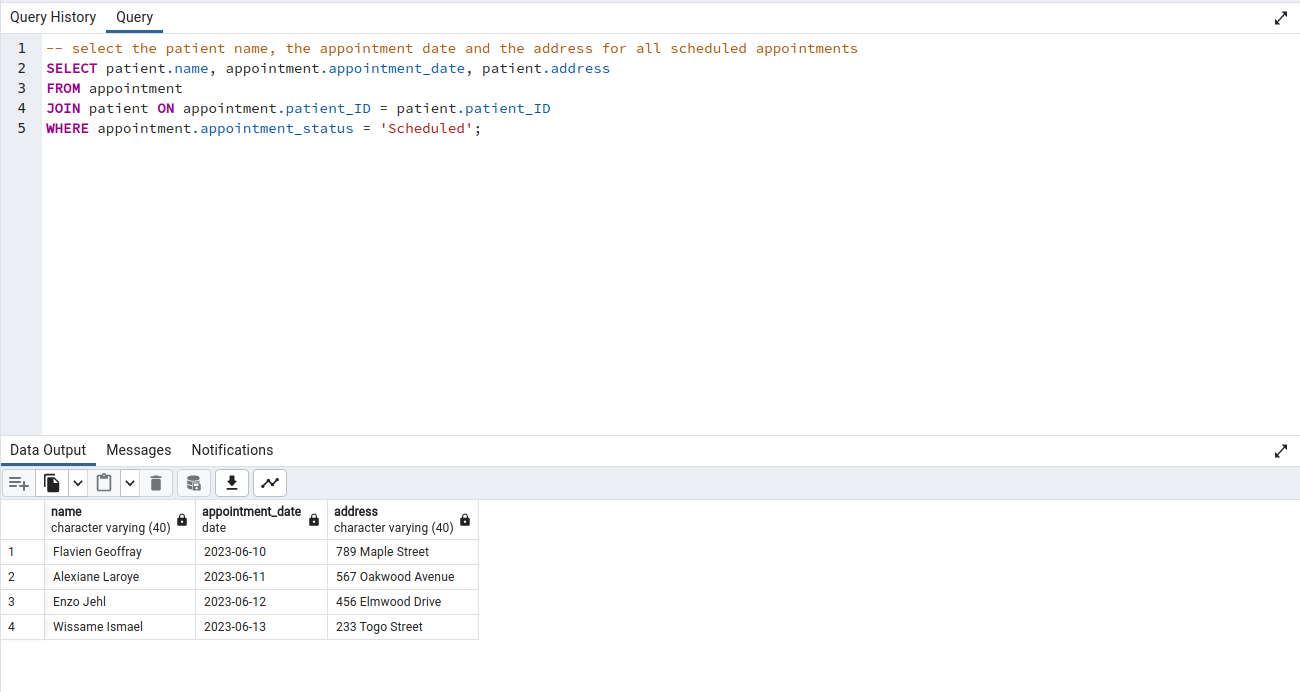 Query History Query
1 -- select the patient name, the appointment date and the address for all scheduled appointments
2 SELECT patient.name, appointment.appointment_date, patient.address
3 FROM appointment
4 JOIN patient ON appointment.patient_ID = patient.patient_ID
5 WHERE appointment.appointment_status = 'Scheduled';
Data Output Messages Notifications
name appointment_date address
character varying (40) date character varying (40)
1 Flavien Geoffray 2023-06-10 789 Maple Street
2 Alexiane Laroye 2023-06-11 567 Oakwood Avenue
3 Enzo Jehl 2023-06-12 456 Elmwood Drive
4 Wissame Ismael 2023-06-13 233 Togo Street